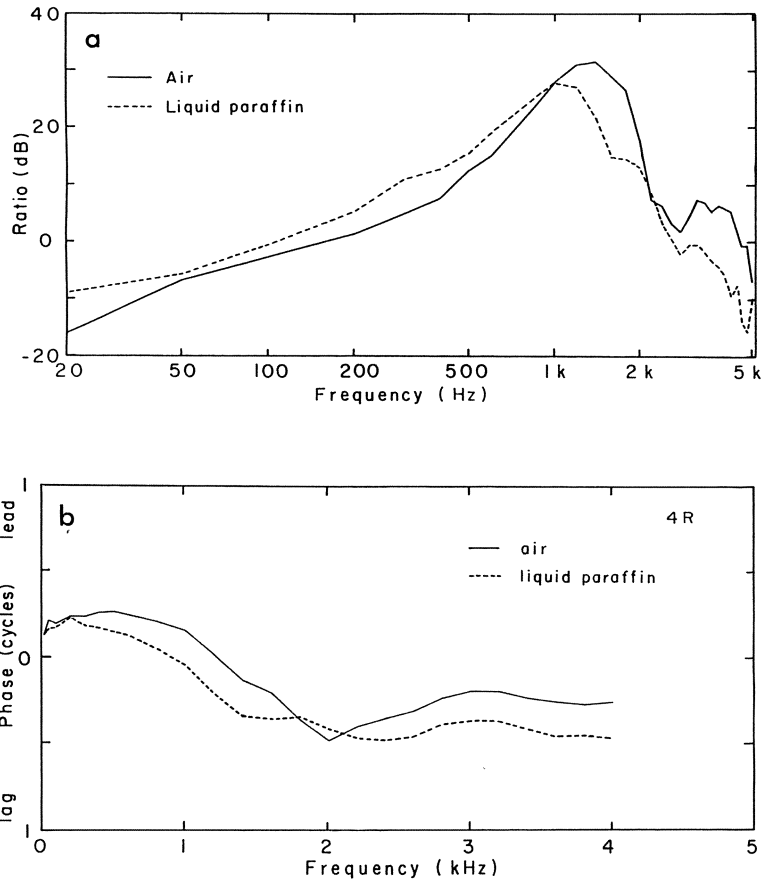 40
a
Air
Liquid paraffin
20
Ratio (dB)
0
-20
20 50 100 200 500 1k 2k 5k
Frequency (Hz)
1
b
4R
lead
air
liquid paraffin
0
Phase (cycles)
lag
1
0 1 2 3 4 5
Frequency (kHz)